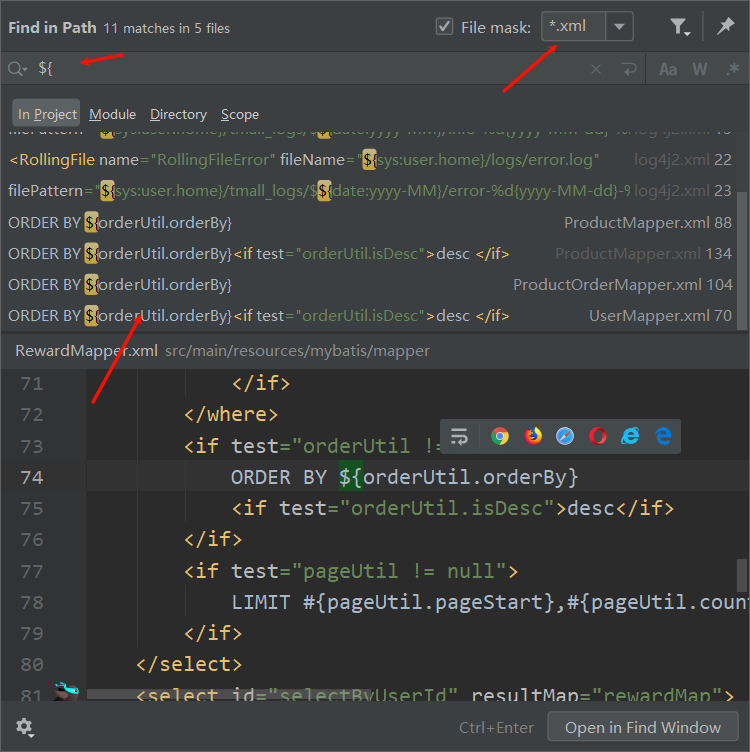 Find in Path 11 matches in 5 files File mask: *.xml
${ Aa W .*
In Project Module Directory Scope
<RollingFile name="RollingFileError" fileName="${sys:user.home}/logs/error.log" log4j2.xml 22
filePattern="${sys:user.home}/tmall_logs/${date:yyyy-MM}/error-%d{yyyy-MM-dd}-% log4j2.xml 23
ORDER BY ${orderUtil.orderBy} ProductMapper.xml 88
ORDER BY ${orderUtil.orderBy}<if test="orderUtil.isDesc">desc </if> ProductMapper.xml 134
ORDER BY ${orderUtil.orderBy} ProductOrderMapper.xml 104
ORDER BY ${orderUtil.orderBy}<if test="orderUtil.isDesc">desc </if> UserMapper.xml 70
RewardMapper.xml src/main/resources/mybatis/mapper
71 </if>
72 </where>
73 <if test="orderUtil !=
74 ORDER BY ${orderUtil.orderBy}
75 <if test="orderUtil.isDesc">desc</if>
76 </if>
77 <if test="pageUtil != null">
78 LIMIT #{pageUtil.pageStart},#{pageUtil.coun
79 </if>
80 </select>
81 <select id="selectByUserId" resultMap="rewardMap">
Ctrl+Enter Open in Find Window